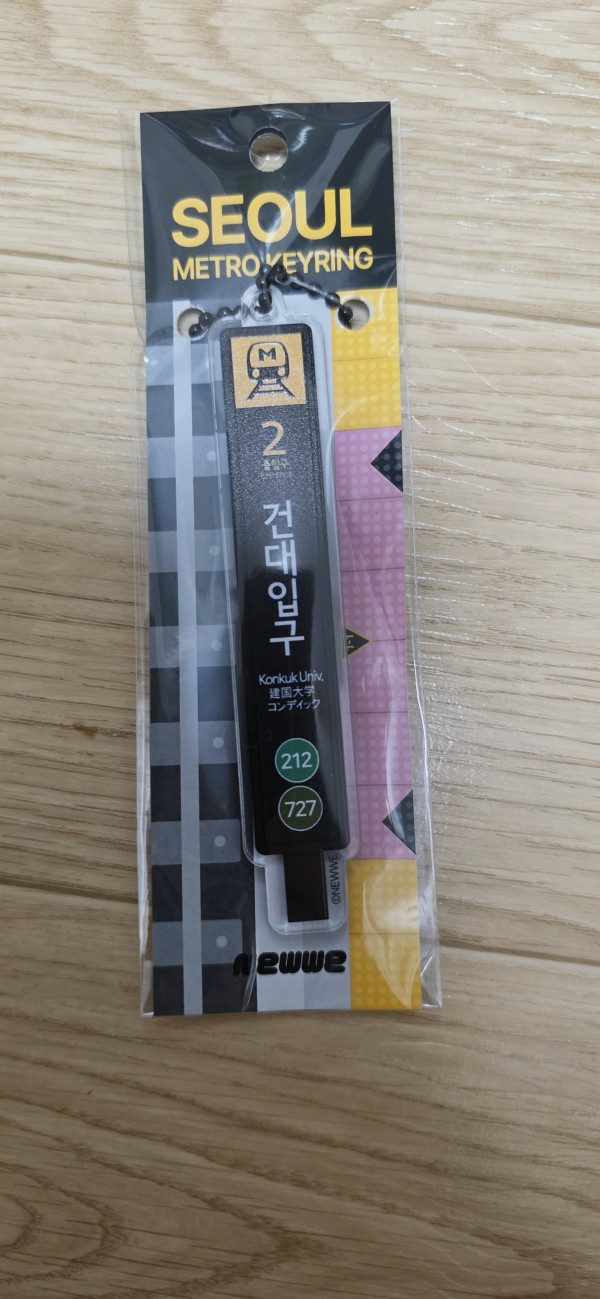 SEOUL
METRO KEYRING
M
2
출입구
건대입구
Konkuk Univ.
建国大学
コンデイック
212
727
©NEWWE
newwe